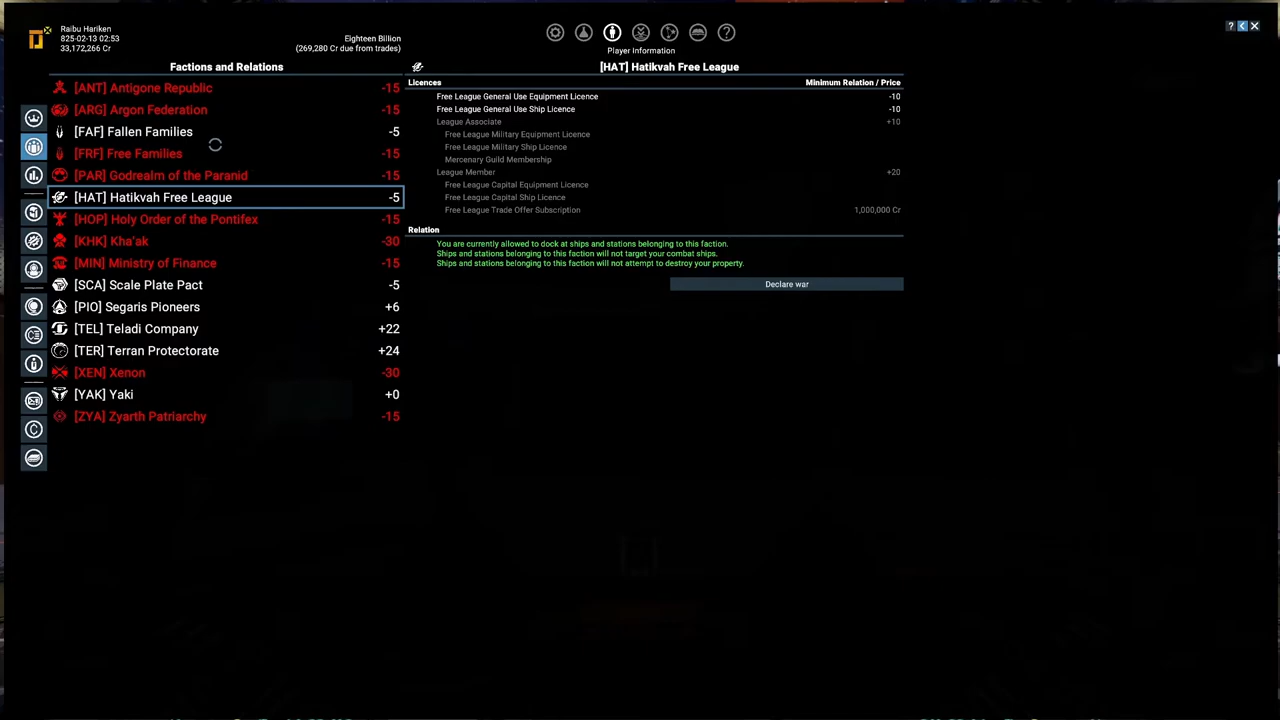 Raibu Hariken
825-02-13 02:53
33,172,266 Cr
Eighteen Billion
(269,280 Cr due from trades)
Player Information
?
Factions and Relations
[ANT] Antigone Republic -15
[ARG] Argon Federation -15
[FAF] Fallen Families -5
[FRF] Free Families -15
[PAR] Godrealm of the Paranid -15
[HAT] Hatikvah Free League -5
[HOP] Holy Order of the Pontifex -15
[KHK] Kha'ak -30
[MIN] Ministry of Finance -15
[SCA] Scale Plate Pact -5
[PIO] Segaris Pioneers +6
[TEL] Teladi Company +22
[TER] Terran Protectorate +24
[XEN] Xenon -30
[YAK] Yaki +0
[ZYA] Zyarth Patriarchy -15
[HAT] Hatikvah Free League
Licences Minimum Relation / Price
Free League General Use Equipment Licence -10
Free League General Use Ship Licence -10
League Associate +10
Free League Military Equipment Licence
Free League Military Ship Licence
Mercenary Guild Membership
League Member +20
Free League Capital Equipment Licence
Free League Capital Ship Licence
Free League Trade Offer Subscription 1,000,000 Cr
Relation
You are currently allowed to dock at ships and stations belonging to this faction.
Ships and stations belonging to this faction will not target your combat ships.
Ships and stations belonging to this faction will not attempt to destroy your property.
Declare war